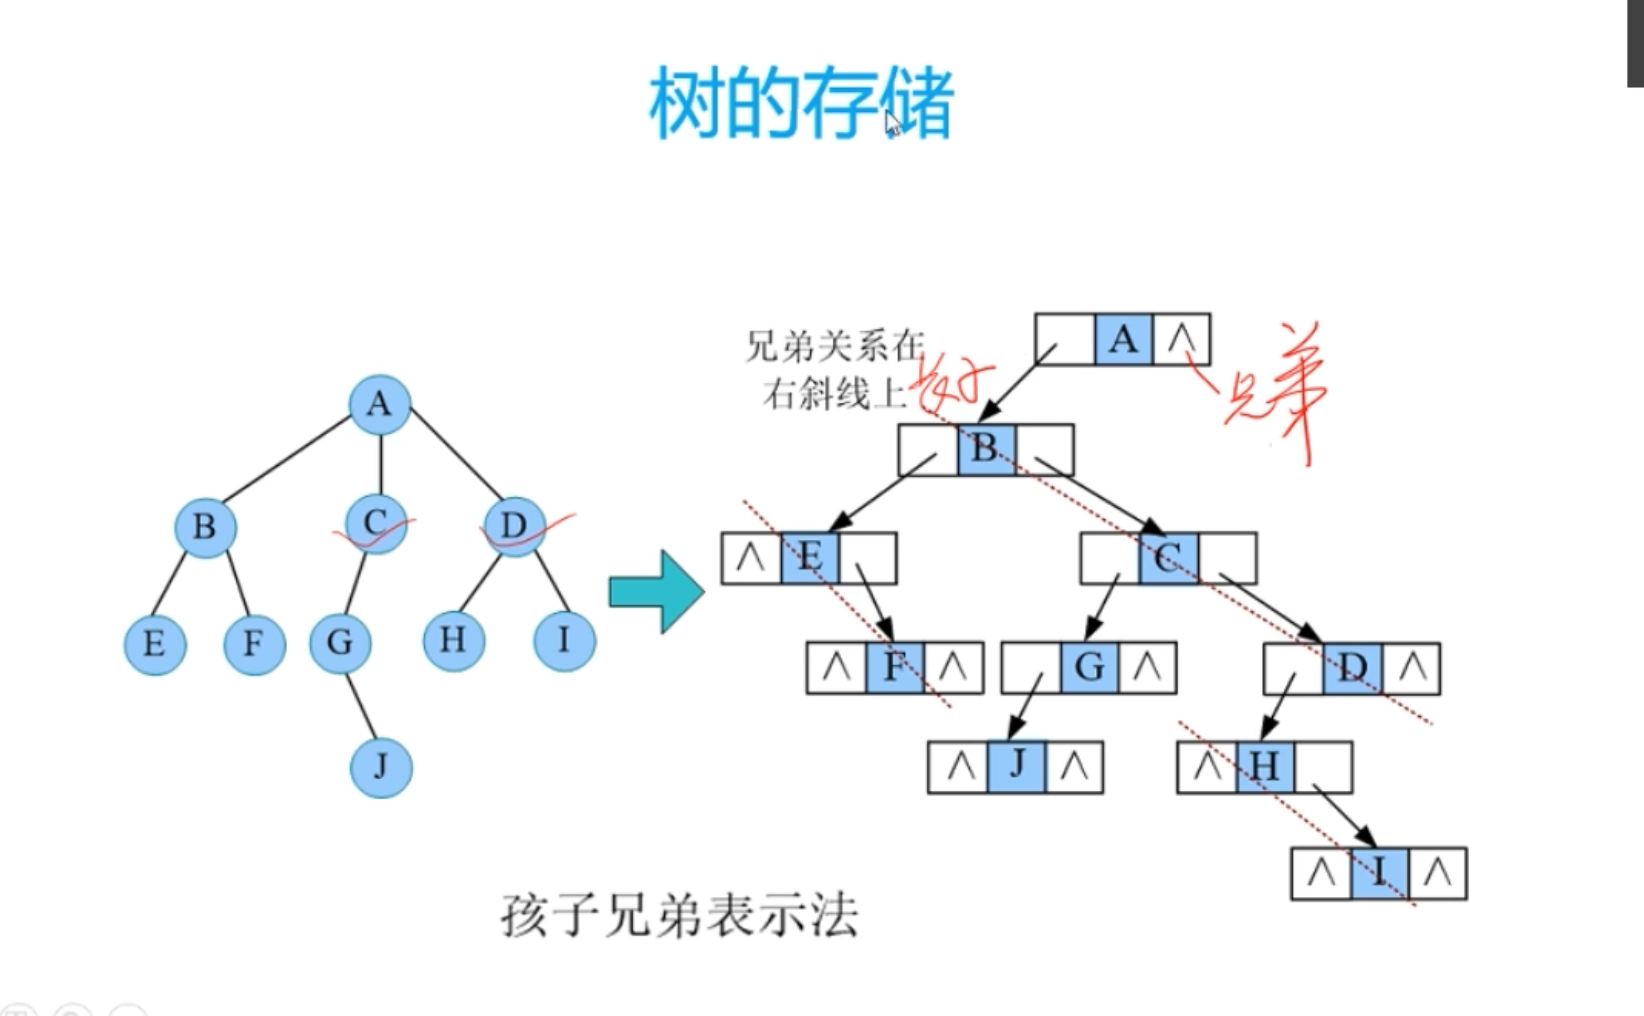 树的存储
兄弟关系在
右斜线上
长子
兄弟
A
B
C
D
E
F
G
H
I
J
A ∧
B
∧ E
C
∧ F ∧
G ∧
D ∧
∧ J ∧
∧ H
∧ I ∧
孩子兄弟表示法